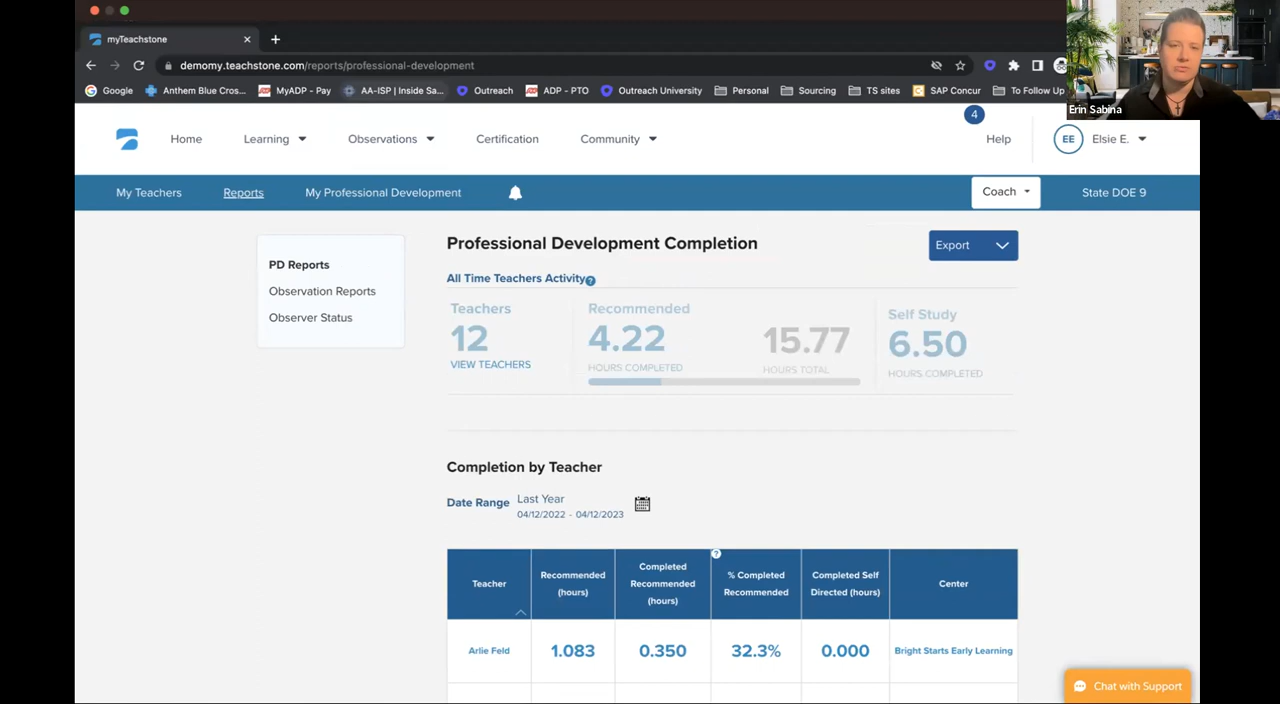 myTeachstone
demomy.teachstone.com/reports/professional-development
Google
Anthem Blue Cros...
MyADP - Pay
AA-ISP | Inside Sa...
Outreach
ADP - PTO
Outreach University
Personal
Sourcing
TS sites
SAP Concur
To Follow Up
Erin Sabina
4
Home
Learning
Observations
Certification
Community
Help
EE
Elsie E.
My Teachers
Reports
My Professional Development
Coach
State DOE 9
PD Reports
Observation Reports
Observer Status
Professional Development Completion
Export
All Time Teachers Activity?
Teachers
12
VIEW TEACHERS
Recommended
4.22
HOURS COMPLETED
15.77
HOURS TOTAL
Self Study
6.50
HOURS COMPLETED
Completion by Teacher
Date Range
Last Year
04/12/2022 - 04/12/2023
Teacher
Recommended
(hours)
Completed
Recommended
(hours)
?
% Completed
Recommended
Completed Self
Directed (hours)
Center
Arlie Feld
1.083
0.350
32.3%
0.000
Bright Starts Early Learning
Chat with Support